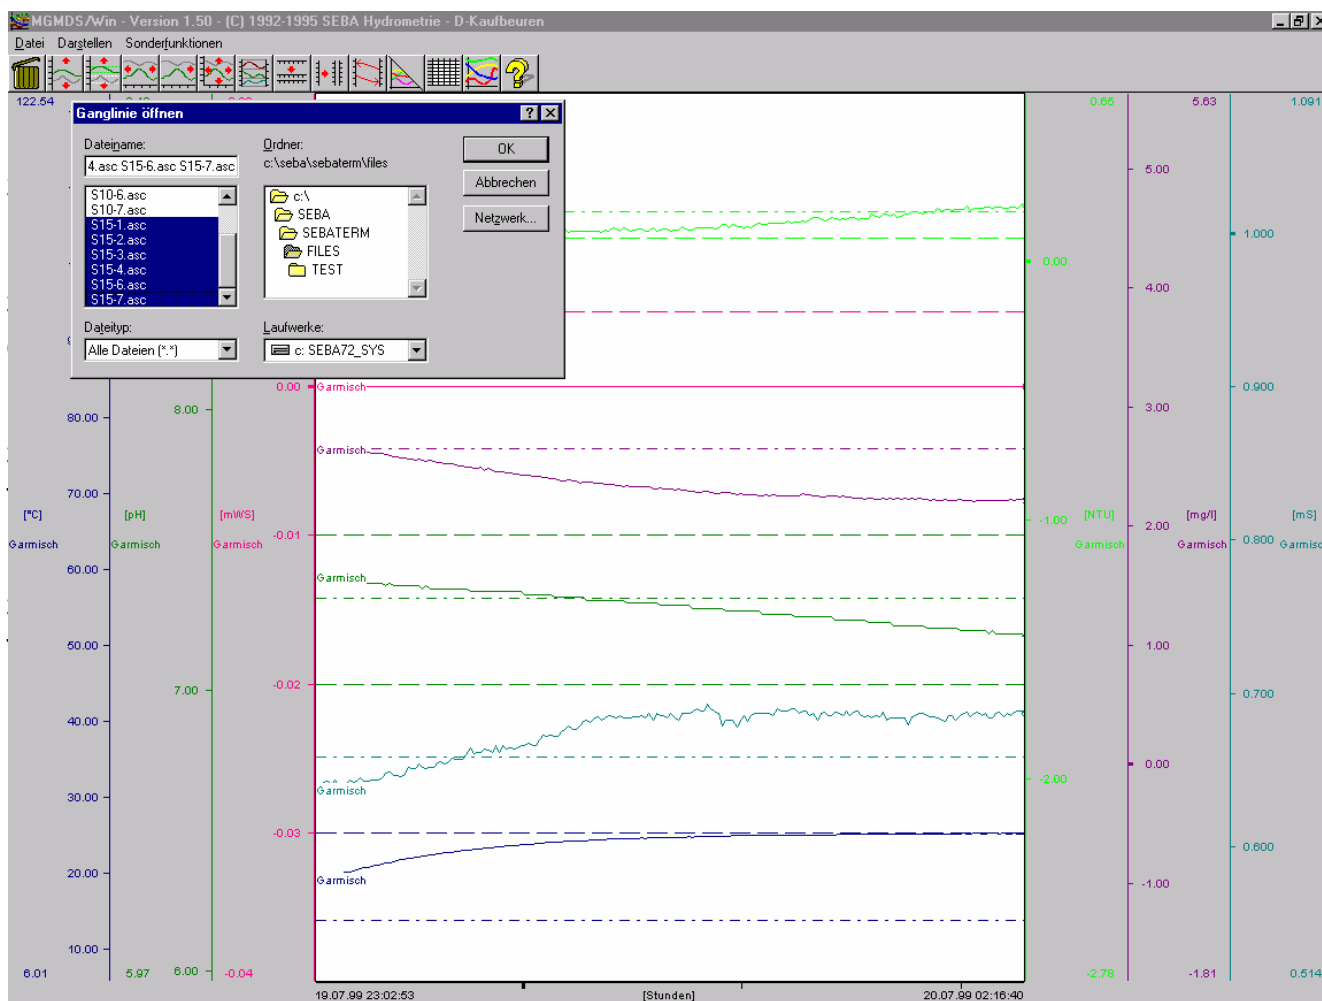 MGMDS/Win - Version 1.50 - (C) 1992-1995 SEBA Hydrometrie - D-Kaufbeuren
Datei Darstellen Sonderfunktionen
122.54 0.65 5.63 1.091
Ganglinie öffnen
Dateiname:
4.asc S15-6.asc S15-7.asc
S10-6.asc
S10-7.asc
S15-1.asc
S15-2.asc
S15-3.asc
S15-4.asc
S15-6.asc
S15-7.asc
Dateityp:
Alle Dateien (*.*)
Ordner:
c:\seba\sebaterm\files
c:\
SEBA
SEBATERM
FILES
TEST
Laufwerke:
c: SEBA72_SYS
OK
Abbrechen
Netzwerk...
5.00
1.000
0.00
4.00
0.00 Garmisch 0.900
8.00 3.00
80.00
Garmisch
70.00
[°C] [pH] [mWS] -1.00 [NTU] [mg/l] [mS]
2.00
-0.01
Garmisch Garmisch Garmisch 0.800 Garmisch Garmisch Garmisch
60.00
Garmisch
50.00 1.00
7.00 -0.02 0.700
40.00
0.00
-2.00
Garmisch
30.00
-0.03
0.600
20.00
Garmisch -1.00
10.00
6.01 5.97 6.00 -0.04 -2.78 -1.81 0.514
19.07.99 23:02:53 [Stunden] 20.07.99 02:16:40